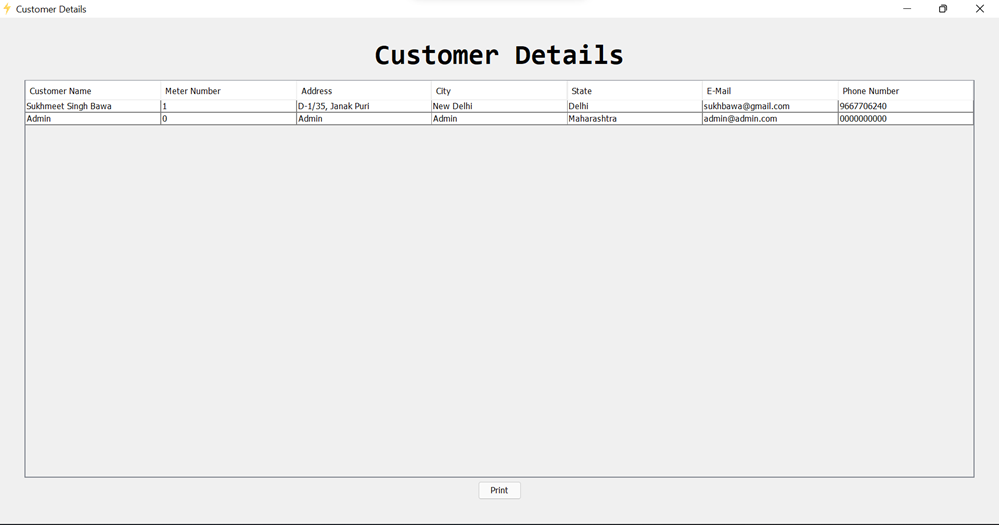 Customer Details
Customer Details
Customer Name Meter Number Address City State E-Mail Phone Number
Sukhmeet Singh Bawa 1 D-1/35, Janak Puri New Delhi Delhi sukhbawa@gmail.com 9667706240
Admin 0 Admin Admin Maharashtra admin@admin.com 0000000000
Print